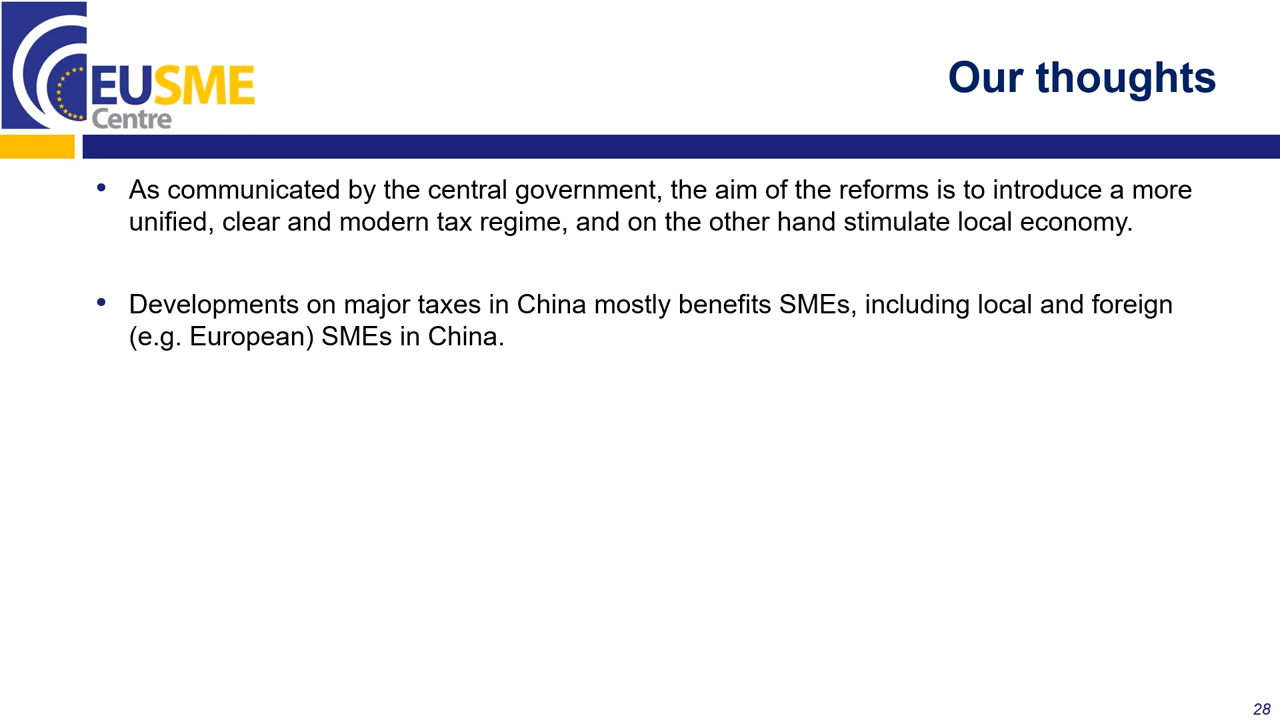 EUSME
Centre
Our thoughts
• As communicated by the central government, the aim of the reforms is to introduce a more
unified, clear and modern tax regime, and on the other hand stimulate local economy.
• Developments on major taxes in China mostly benefits SMEs, including local and foreign
(e.g. European) SMEs in China.
28